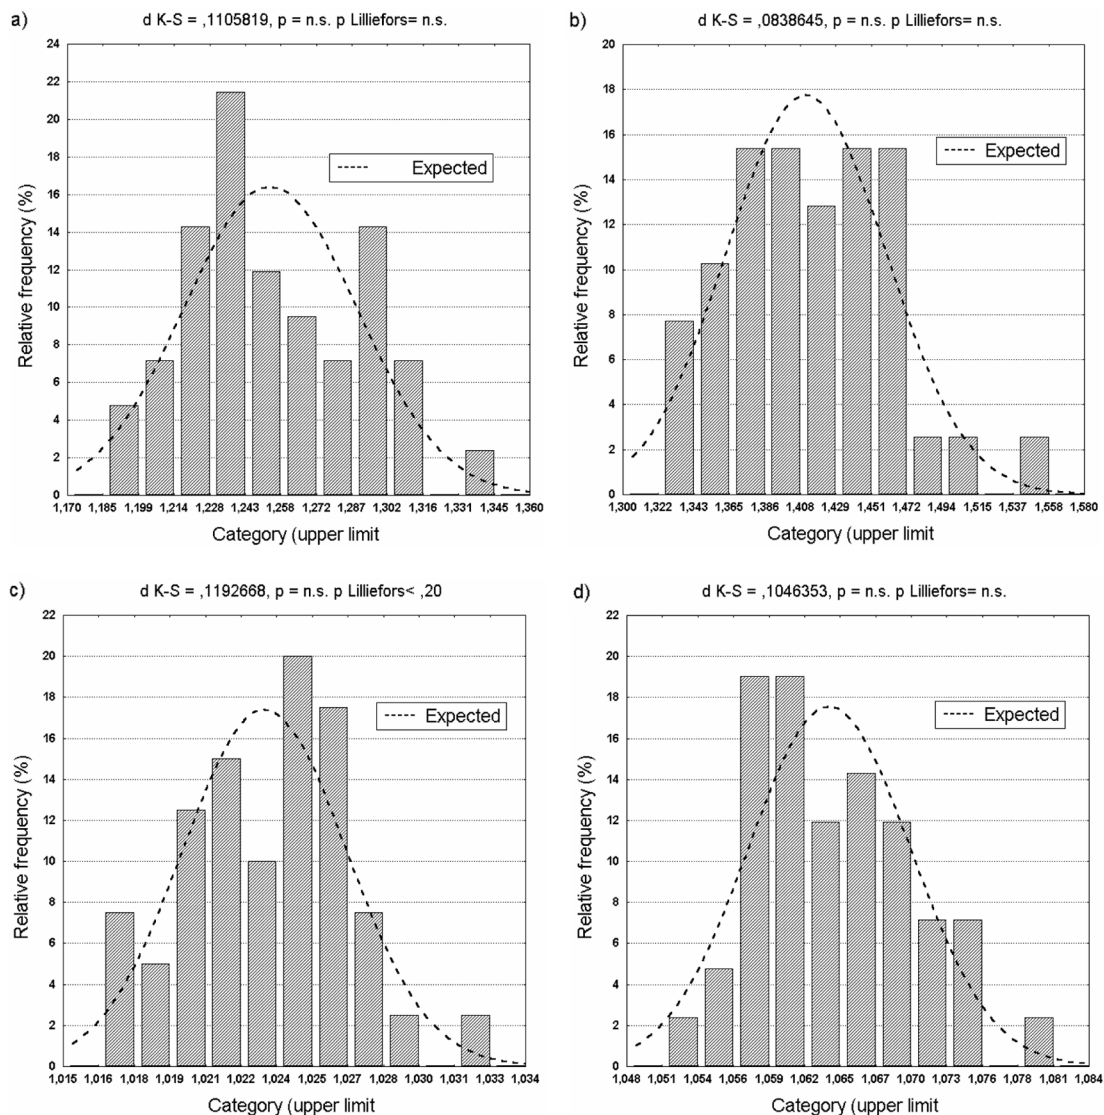 a)
d K-S = ,1105819, p = n.s. p Lilliefors= n.s.
24
22
20
18
16
14
12
10
8
6
4
2
0
Relative frequency (%)
Expected
1,170 1,185 1,199 1,214 1,228 1,243 1,258 1,272 1,287 1,302 1,316 1,331 1,345 1,360
Category (upper limit
b)
d K-S = ,0838645, p = n.s. p Lilliefors= n.s.
20
18
16
14
12
10
8
6
4
2
0
Relative frequency (%)
Expected
1,300 1,322 1,343 1,365 1,386 1,408 1,429 1,451 1,472 1,494 1,515 1,537 1,558 1,580
Category (upper limit
c)
d K-S = ,1192668, p = n.s. p Lilliefors< ,20
22
20
18
16
14
12
10
8
6
4
2
0
Relative frequency (%)
Expected
1,015 1,016 1,018 1,019 1,021 1,022 1,024 1,025 1,027 1,028 1,030 1,031 1,033 1,034
Category (upper limit
d)
d K-S = ,1046353, p = n.s. p Lilliefors= n.s.
22
20
18
16
14
12
10
8
6
4
2
0
Relative frequency (%)
Expected
1,048 1,051 1,054 1,056 1,059 1,062 1,065 1,067 1,070 1,073 1,076 1,078 1,081 1,084
Category (upper limit